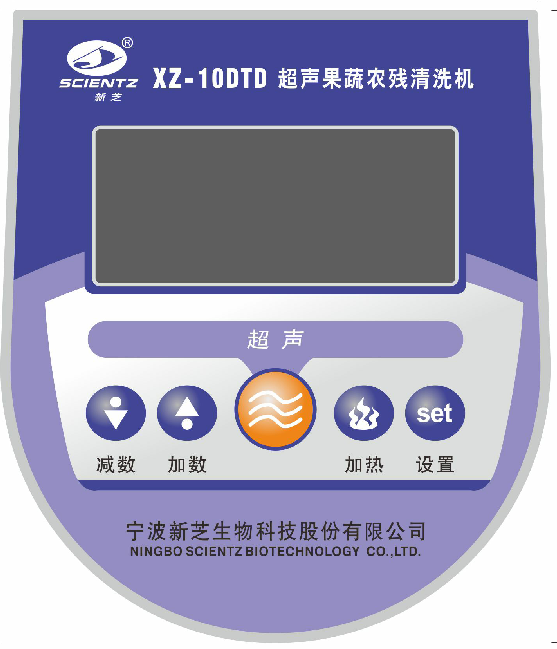 ®
SCIENTZ
新芝
XZ-10DTD 超声果蔬农残清洗机
超声
set
减数 加数 加热 设置
宁波新芝生物科技股份有限公司
NINGBO SCIENTZ BIOTECHNOLOGY CO.,LTD.